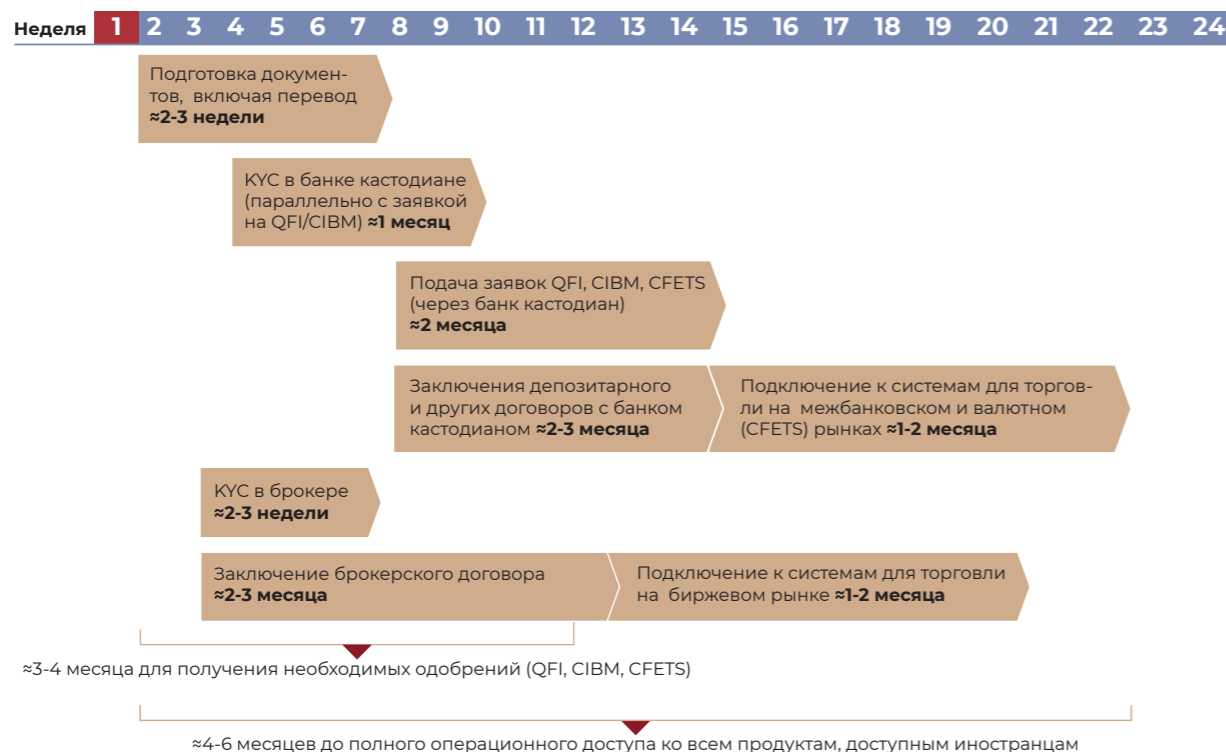 Неделя 1 2 3 4 5 6 7 8 9 10 11 12 13 14 15 16 17 18 19 20 21 22 23 24
Подготовка докумен-
тов, включая перевод
≈2-3 недели
KYC в банке кастодиане
(параллельно с заявкой
на QFI/CIBM) ≈1 месяц
Подача заявок QFI, CIBM, CFETS
(через банк кастодиан)
≈2 месяца
Заключения депозитарного
и других договоров с банком
кастодианом ≈2-3 месяца
Подключение к системам для торгов-
ли на межбанковском и валютном
(CFETS) рынках ≈1-2 месяца
KYC в брокере
≈2-3 недели
Заключение брокерского договора
≈2-3 месяца
Подключение к системам для торговли
на биржевом рынке ≈1-2 месяца
≈3-4 месяца для получения необходимых одобрений (QFI, CIBM, CFETS)
≈4-6 месяцев до полного операционного доступа ко всем продуктам, доступным иностранцам